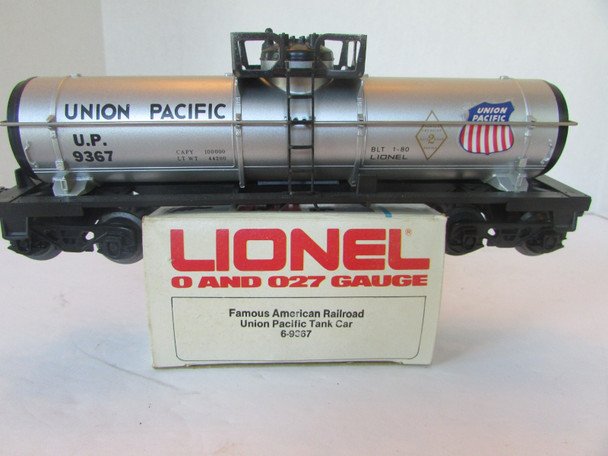 UNION PACIFIC
U.P.
9367
CAPY 100000
LT WT 44200
BLT 1-80
LIONEL
UNION
PACIFIC
LIONEL®
O AND O27 GAUGE
Famous American Railroad
Union Pacific Tank Car
6-9367